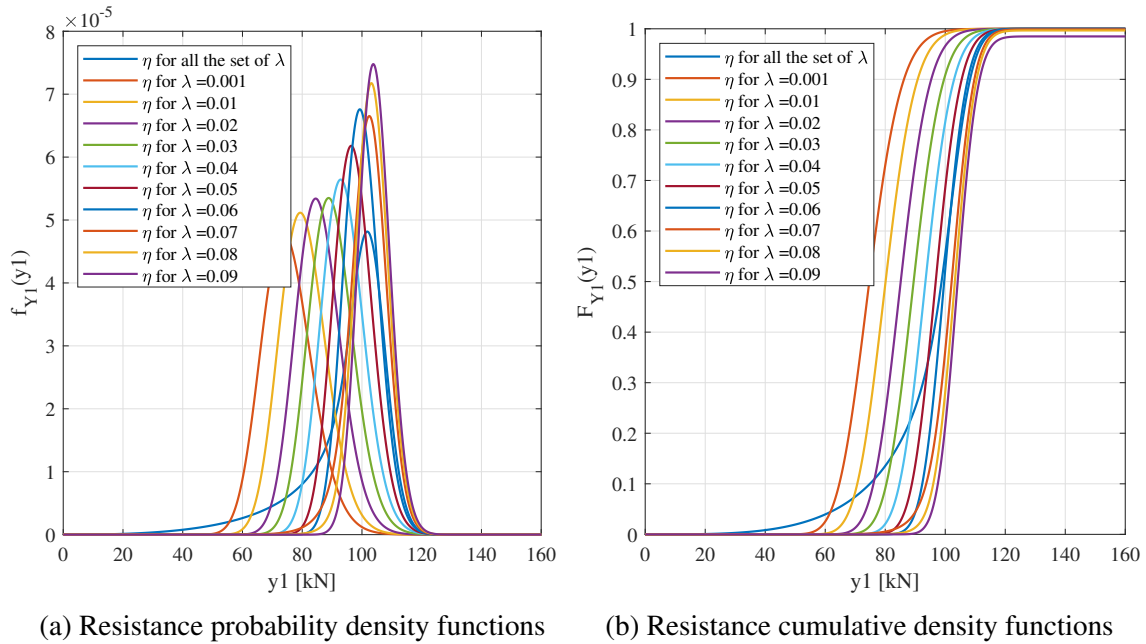 ×10-5
8
7
6
5
4
3
2
1
0
fY1(y1)
η for all the set of λ
η for λ =0.001
η for λ =0.01
η for λ =0.02
η for λ =0.03
η for λ =0.04
η for λ =0.05
η for λ =0.06
η for λ =0.07
η for λ =0.08
η for λ =0.09
0 20 40 60 80 100 120 140 160
y1 [kN]
(a) Resistance probability density functions
1
0.9
0.8
0.7
0.6
0.5
0.4
0.3
0.2
0.1
0
FY1(y1)
η for all the set of λ
η for λ =0.001
η for λ =0.01
η for λ =0.02
η for λ =0.03
η for λ =0.04
η for λ =0.05
η for λ =0.06
η for λ =0.07
η for λ =0.08
η for λ =0.09
0 20 40 60 80 100 120 140 160
y1 [kN]
(b) Resistance cumulative density functions